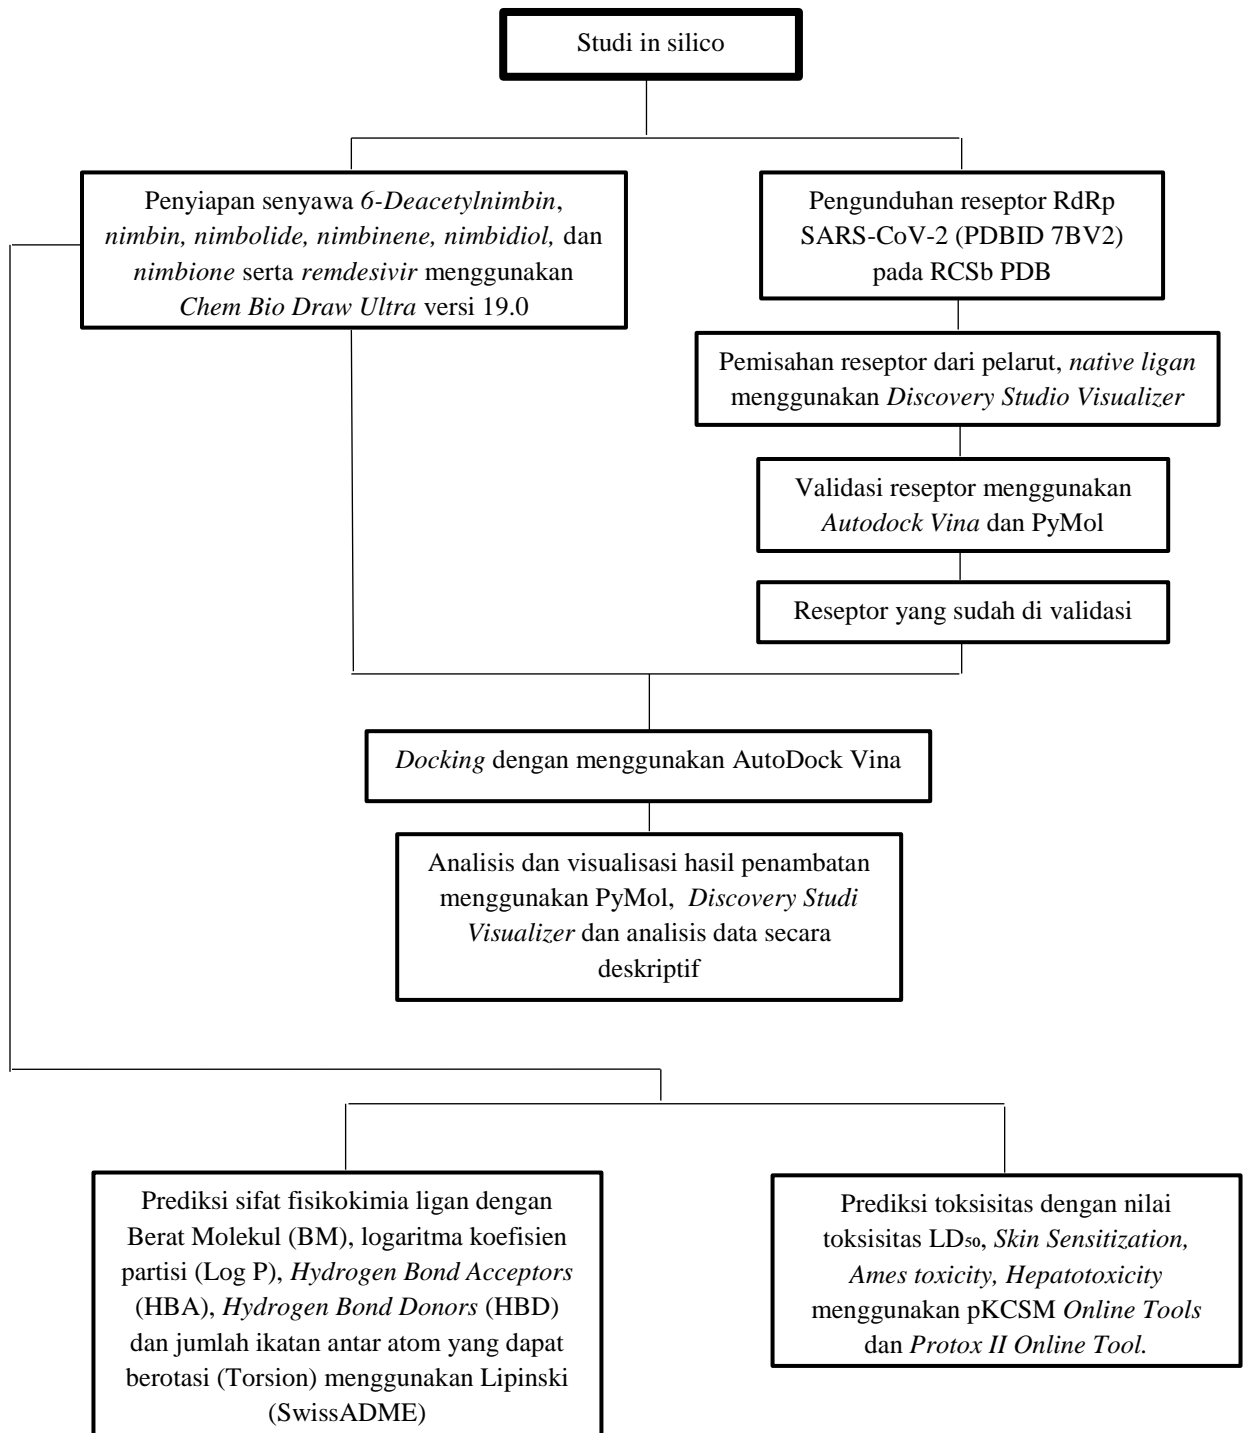 Studi in silico
Penyiapan senyawa 6-Deacetylnimbin,
nimbin, nimbolide, nimbinene, nimbidiol, dan
nimbione serta remdesivir menggunakan
Chem Bio Draw Ultra versi 19.0
Pengunduhan reseptor RdRp
SARS-CoV-2 (PDBID 7BV2)
pada RCSb PDB
Pemisahan reseptor dari pelarut, native ligan
menggunakan Discovery Studio Visualizer
Validasi reseptor menggunakan
Autodock Vina dan PyMol
Reseptor yang sudah di validasi
Docking dengan menggunakan AutoDock Vina
Analisis dan visualisasi hasil penambatan
menggunakan PyMol, Discovery Studi
Visualizer dan analisis data secara
deskriptif
Prediksi sifat fisikokimia ligan dengan
Berat Molekul (BM), logaritma koefisien
partisi (Log P), Hydrogen Bond Acceptors
(HBA), Hydrogen Bond Donors (HBD)
dan jumlah ikatan antar atom yang dapat
berotasi (Torsion) menggunakan Lipinski
(SwissADME)
Prediksi toksisitas dengan nilai
toksisitas LD₅₀, Skin Sensitization,
Ames toxicity, Hepatotoxicity
menggunakan pKCSM Online Tools
dan Protox II Online Tool.